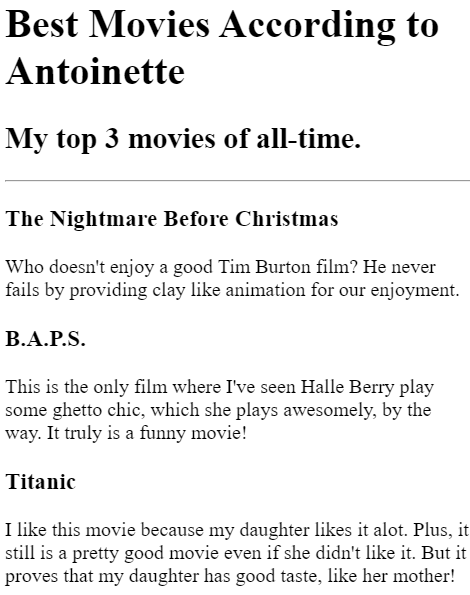 Best Movies According to
Antoinette
My top 3 movies of all-time.
The Nightmare Before Christmas
Who doesn't enjoy a good Tim Burton film? He never
fails by providing clay like animation for our enjoyment.
B.A.P.S.
This is the only film where I've seen Halle Berry play
some ghetto chic, which she plays awesomely, by the
way. It truly is a funny movie!
Titanic
I like this movie because my daughter likes it alot. Plus, it
still is a pretty good movie even if she didn't like it. But it
proves that my daughter has good taste, like her mother!